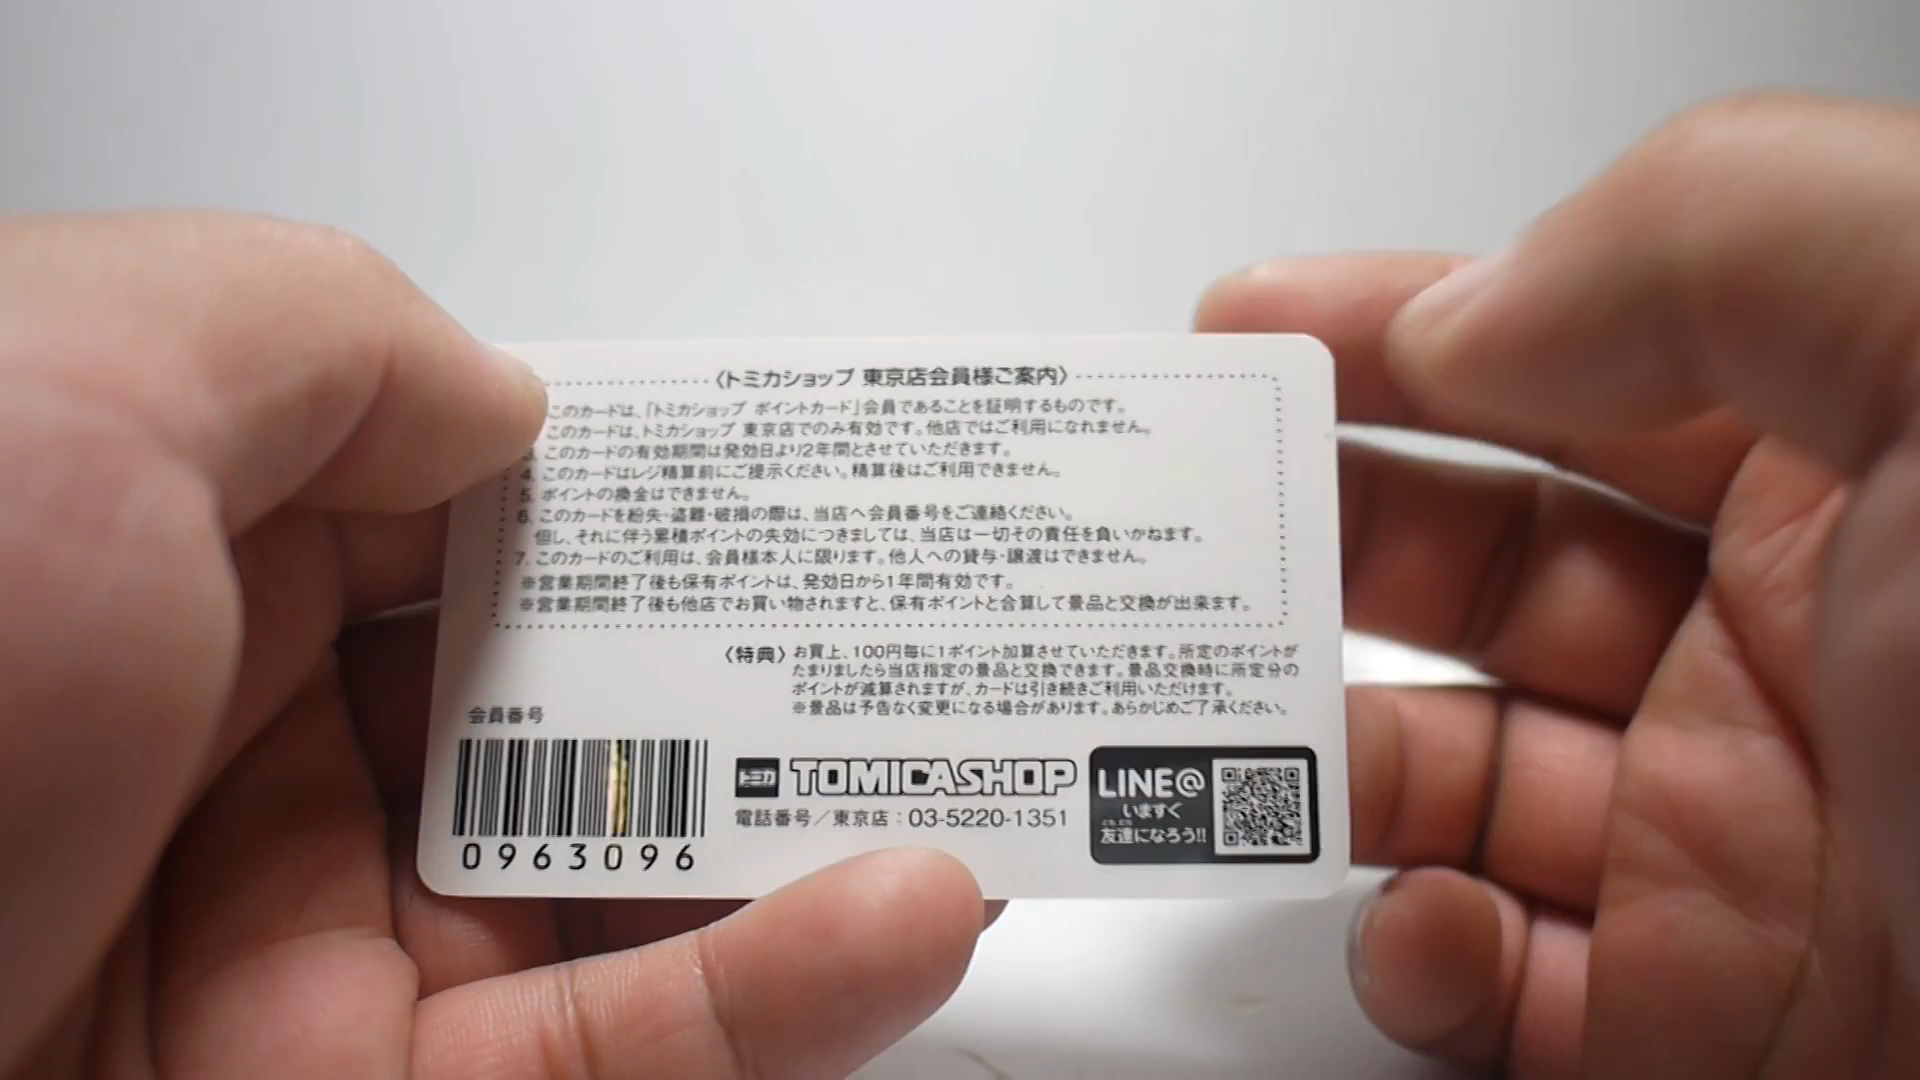 〈トミカショップ 東京店会員様ご案内〉
このカードは、「トミカショップ ポイントカード」会員であることを証明するものです。
このカードは、トミカショップ 東京店でのみ有効です。他店ではご利用になれません。
3. このカードの有効期間は発効日より2年間とさせていただきます。
4. このカードはレジ精算前にご提示ください。精算後はご利用できません。
5. ポイントの換金はできません。
6. このカードを紛失・盗難・破損の際は、当店へ会員番号をご連絡ください。
但し、それに伴う累積ポイントの失効につきましては、当店は一切その責任を負いかねます。
7. このカードのご利用は、会員様本人に限ります。他人への貸与・譲渡はできません。
※営業期間終了後も保有ポイントは、発効日から1年間有効です。
※営業期間終了後も他店でお買い物されますと、保有ポイントと合算して景品と交換が出来ます。
〈特典〉お買上、100円毎に1ポイント加算させていただきます。所定のポイントが
たまりましたら当店指定の景品と交換できます。景品交換時に所定分の
ポイントが減算されますが、カードは引き続きご利用いただけます。
※景品は予告なく変更になる場合があります。あらかじめご了承ください。
会員番号
0963096
トミカ TOMICASHOP
電話番号／東京店：03-5220-1351
LINE@
いますぐ
友達になろう!!